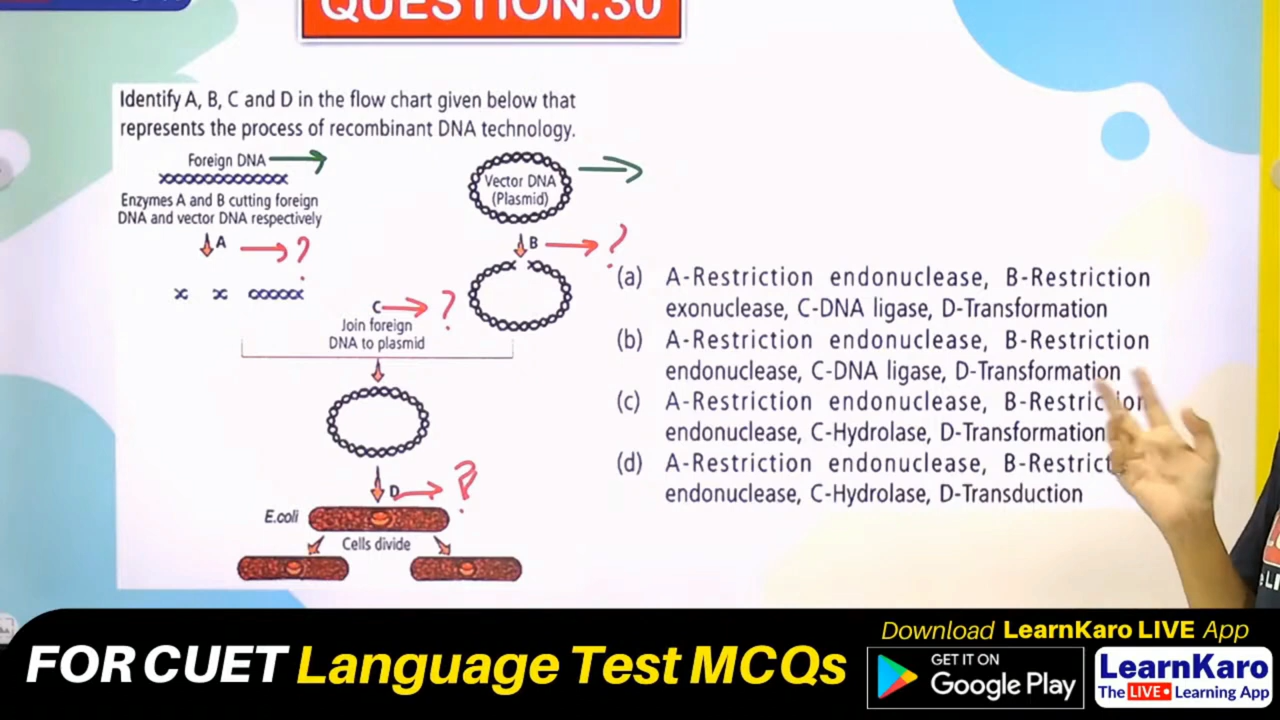 QUESTION.30
Identify A, B, C and D in the flow chart given below that
represents the process of recombinant DNA technology.
Foreign DNA
Enzymes A and B cutting foreign
DNA and vector DNA respectively
A ?
Vector DNA
(Plasmid)
B ?
C ?
Join foreign
DNA to plasmid
D ?
E.coli
Cells divide
(a) A-Restriction endonuclease, B-Restriction
exonuclease, C-DNA ligase, D-Transformation
(b) A-Restriction endonuclease, B-Restriction
endonuclease, C-DNA ligase, D-Transformation
(c) A-Restriction endonuclease, B-Restriction
endonuclease, C-Hydrolase, D-Transformation
(d) A-Restriction endonuclease, B-Restrict
endonuclease, C-Hydrolase, D-Transduction
FOR CUET Language Test MCQs
Download LearnKaro LIVE App
GET IT ON
Google Play
LearnKaro
The LIVE Learning App